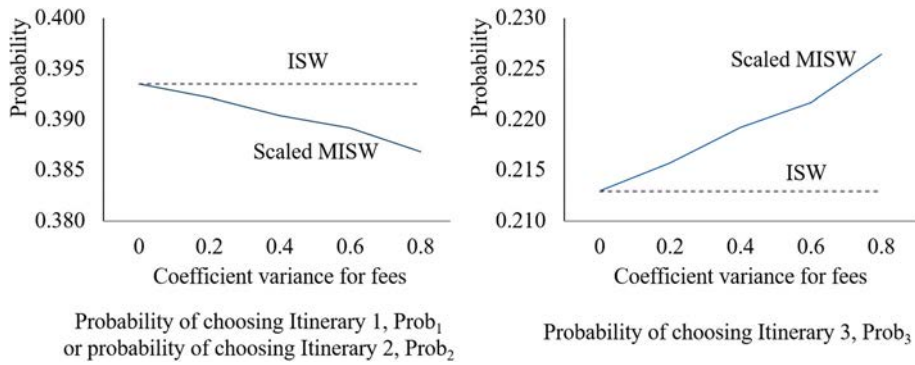 Probability
0.400
0.395
0.390
0.385
0.380
ISW
Scaled MISW
0 0.2 0.4 0.6 0.8
Coefficient variance for fees
Probability of choosing Itinerary 1, Prob₁
or probability of choosing Itinerary 2, Prob₂
Probability
0.230
0.225
0.220
0.215
0.210
Scaled MISW
ISW
0 0.2 0.4 0.6 0.8
Coefficient variance for fees
Probability of choosing Itinerary 3, Prob₃